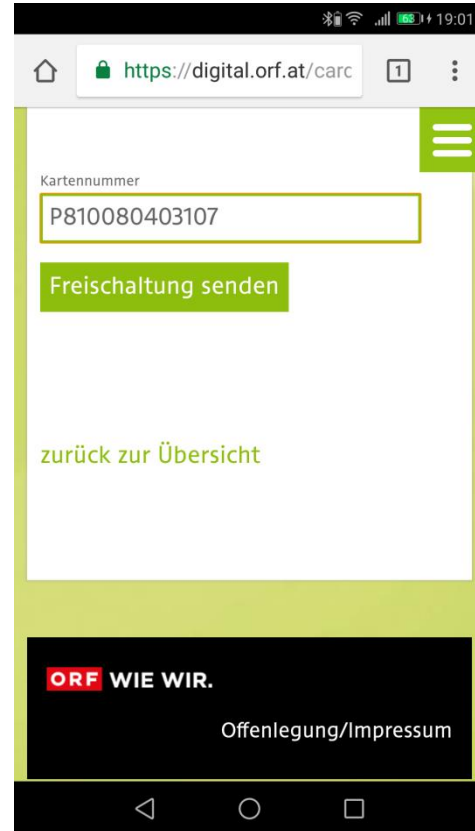 63 19:01
https://digital.orf.at/carc 1
Kartennummer
P810080403107
Freischaltung senden
zurück zur Übersicht
ORF WIE WIR.
Offenlegung/Impressum